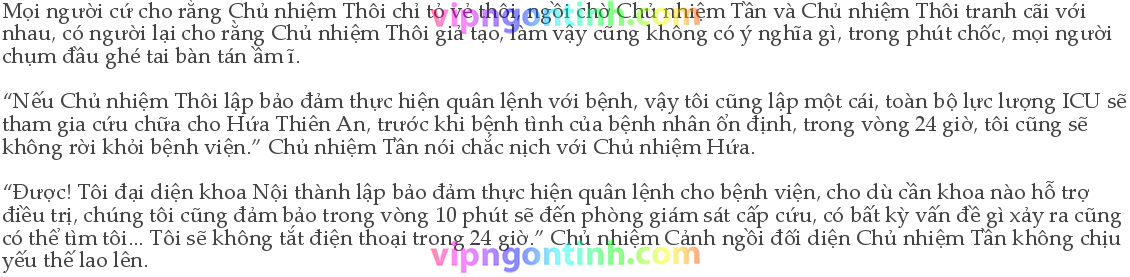 Mọi người cứ cho rằng Chủ nhiệm Thôi chỉ tỏ vẻ thôi, ngồi chờ Chủ nhiệm Tần và Chủ nhiệm Thôi tranh cãi với
vipngontinh.com
nhau, có người lại cho rằng Chủ nhiệm Thôi giả tạo, làm vậy cũng không có ý nghĩa gì, trong phút chốc, mọi người
chụm đầu ghé tai bàn tán ầm ĩ.
“Nếu Chủ nhiệm Thôi lập bảo đảm thực hiện quân lệnh với bệnh, vậy tôi cũng lập một cái, toàn bộ lực lượng ICU sẽ
tham gia cứu chữa cho Hứa Thiên An, trước khi bệnh tình của bệnh nhân ổn định, trong vòng 24 giờ, tôi cũng sẽ
không rời khỏi bệnh viện.” Chủ nhiệm Tần nói chắc nịch với Chủ nhiệm Hứa.
“Được! Tôi đại diện khoa Nội thành lập bảo đảm thực hiện quân lệnh cho bệnh viện, cho dù cần khoa nào hỗ trợ
điều trị, chúng tôi cũng đảm bảo trong vòng 10 phút sẽ đến phòng giám sát cấp cứu, có bất kỳ vấn đề gì xảy ra cũng
có thể tìm tôi... Tôi sẽ không tắt điện thoại trong 24 giờ.” Chủ nhiệm Cảnh ngồi đối diện Chủ nhiệm Tần không chịu
vipngontinh.com
yếu thế lao lên.